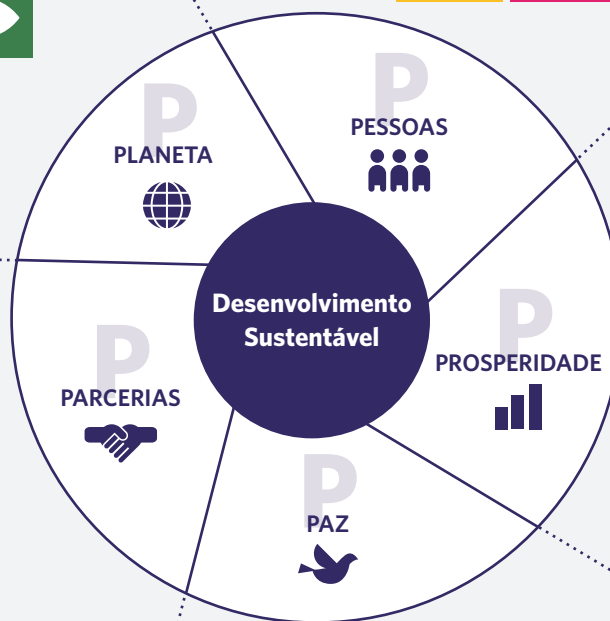 P
PLANETA
P
PESSOAS
Desenvolvimento
Sustentável
P
PROSPERIDADE
P
PARCERIAS
P
PAZ